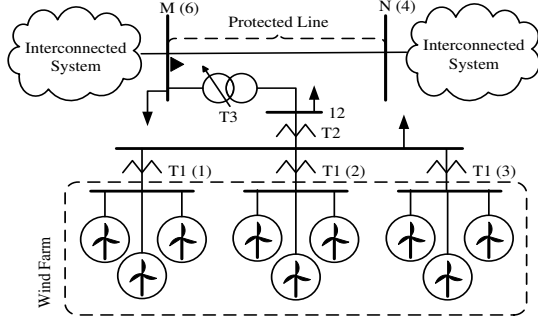 M (6)
Protected Line
N (4)
Interconnected
System
Interconnected
System
T3
12
T2
T1 (1)
T1 (2)
T1 (3)
Wind Farm